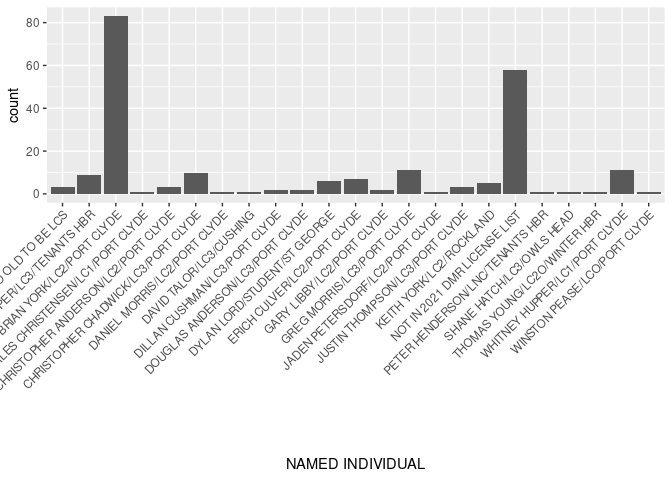 80
60
40
20
0
count
OLD TO BE LCS
/LC3/TENANTS HBR
BRIAN YORK/LC2/PORT CLYDE
CHRISTENSEN/LC1/PORT CLYDE
CHRISTOPHER ANDERSON/LC2/PORT CLYDE
CHRISTOPHER CHADWICK/LC3/PORT CLYDE
DANIEL MORRIS/LC2/PORT CLYDE
DAVID TALOR/LC3/CUSHING
DILLAN CUSHMAN/LC3/PORT CLYDE
DOUGLAS ANDERSON/LC3/PORT CLYDE
DYLAN LORD/STUDENT/ST GEORGE
ERICH CULVER/LC2/PORT CLYDE
GARY LIBBY/LC2/PORT CLYDE
GREG MORRIS/LC3/PORT CLYDE
JADEN PETERSDORF/LC2/PORT CLYDE
JUSTIN THOMPSON/LC3/PORT CLYDE
KEITH YORK/LC2/ROCKLAND
NOT IN 2021 DMR LICENSE LIST
PETER HENDERSON/LNC/TENANTS HBR
SHANE HATCH/LC3/OWLS HEAD
THOMAS YOUNG/LC2O/WINTER HBR
WHITNEY HUPPER/LC1/PORT CLYDE
WINSTON PEASE/LCO/PORT CLYDE
NAMED INDIVIDUAL